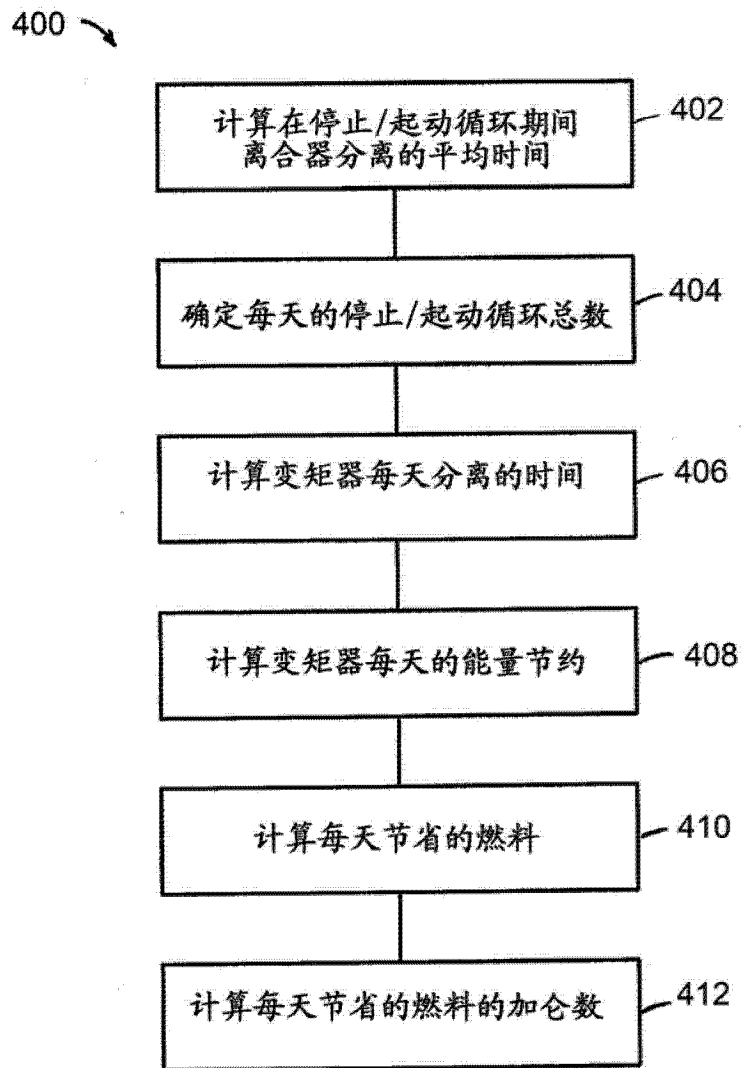 400
计算在停止/起动循环期间
离合器分离的平均时间
402
确定每天的停止/起动循环总数
404
计算变矩器每天分离的时间
406
计算变矩器每天的能量节约
408
计算每天节省的燃料
410
计算每天节省的燃料的加仑数
412